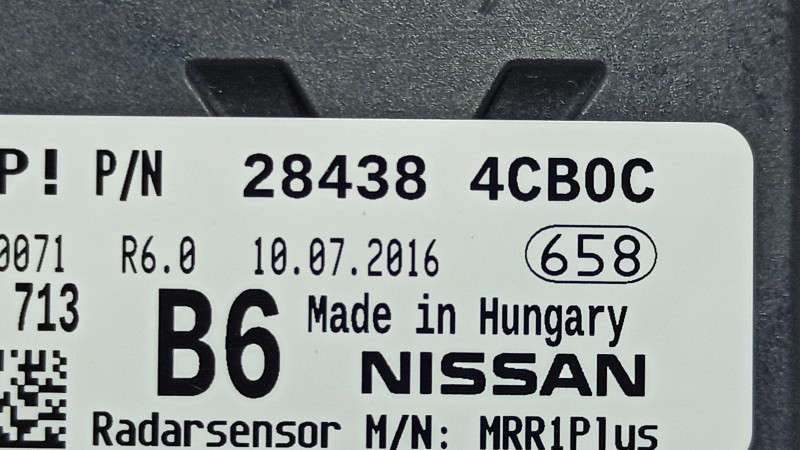 P! P/N 28438 4CB0C
0071 R6.0 10.07.2016 658
713 B6 Made in Hungary
NISSAN
Radarsensor M/N: MRR1Plus